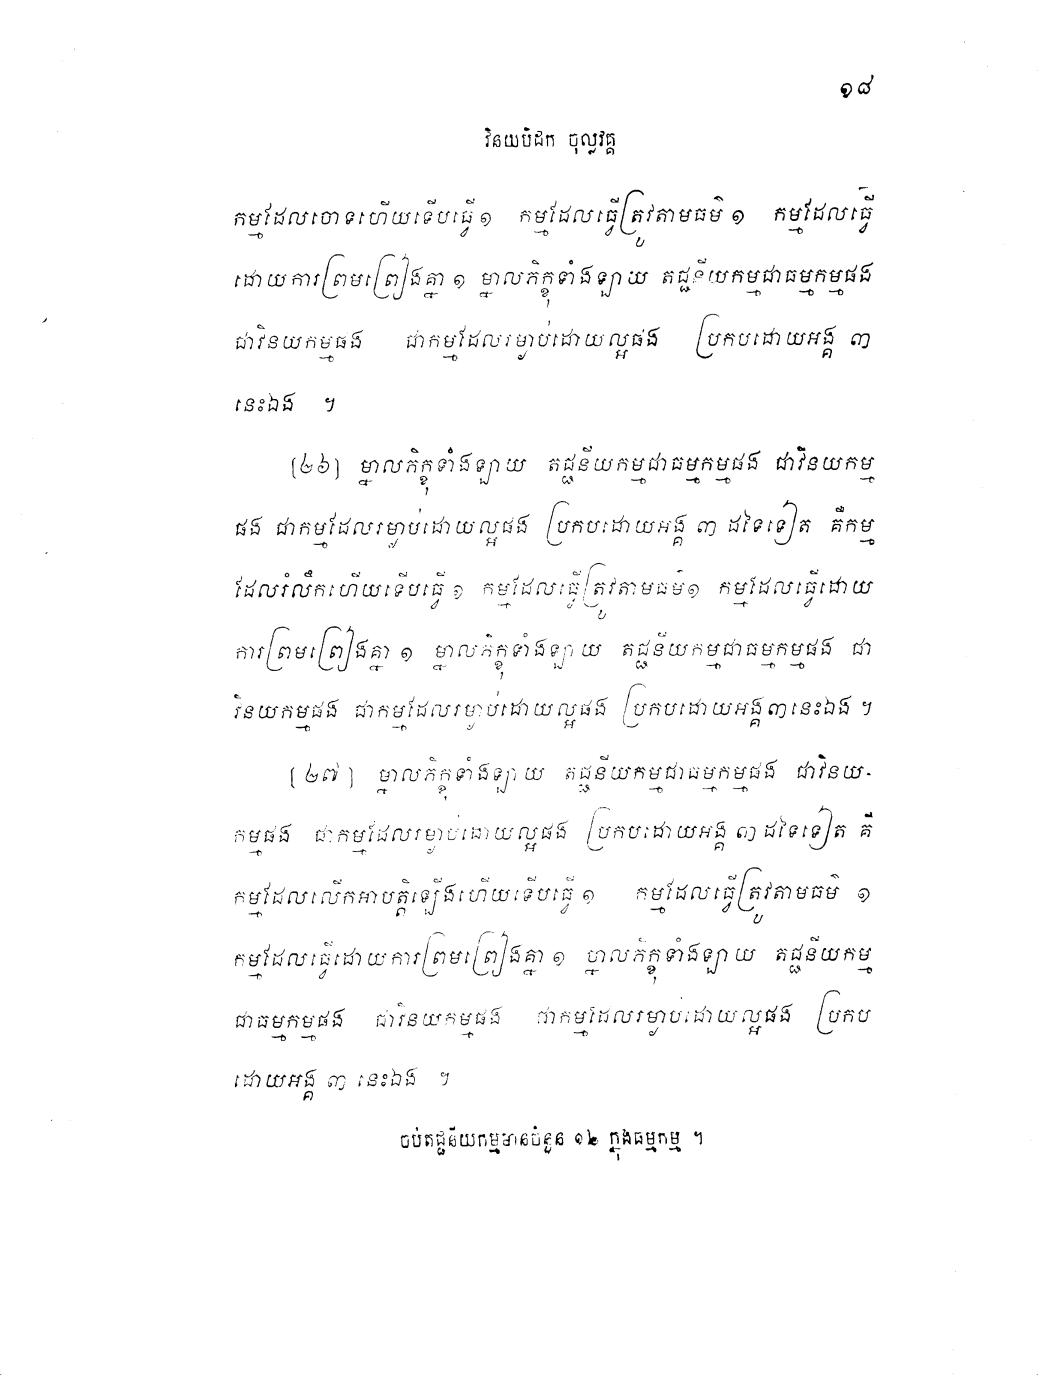 ១៨
វិនយបិដក ចុល្លវគ្គ
កម្មដែលចោទហើយទើបធ្វើ ១ កម្មដែលធ្វើត្រូវតាមធម៌ ១ កម្មដែលធ្វើ
ដោយការព្រមព្រៀងគ្នា ១ ម្នាលភិក្ខុទាំងឡាយ តជ្ជនីយកម្មជាធម្មកម្មផង
ជាវិនយកម្មផង ជាកម្មដែលរម្ងាប់ដោយល្អផង ប្រកបដោយអង្គ ៣
នេះឯង ។
(២៦) ម្នាលភិក្ខុទាំងឡាយ តជ្ជនីយកម្មជាធម្មកម្មផង ជាវិនយកម្ម
ផង ជាកម្មដែលរម្ងាប់ដោយល្អផង ប្រកបដោយអង្គ ៣ ដទៃទៀត គឺកម្ម
ដែលរំលឹកហើយទើបធ្វើ ១ កម្មដែលធ្វើត្រូវតាមធម៌ ១ កម្មដែលធ្វើដោយ
ការព្រមព្រៀងគ្នា ១ ម្នាលភិក្ខុទាំងឡាយ តជ្ជនីយកម្មជាធម្មកម្មផង ជា
វិនយកម្មផង ជាកម្មដែលរម្ងាប់ដោយល្អផង ប្រកបដោយអង្គ ៣ នេះឯង ។
(២៧) ម្នាលភិក្ខុទាំងឡាយ តជ្ជនីយកម្មជាធម្មកម្មផង ជាវិនយ-
កម្មផង ជាកម្មដែលរម្ងាប់ដោយល្អផង ប្រកបដោយអង្គ ៣ ដទៃទៀត គឺ
កម្មដែលលើកអាបត្តិឡើងហើយទើបធ្វើ ១ កម្មដែលធ្វើត្រូវតាមធម៌ ១
កម្មដែលធ្វើដោយការព្រមព្រៀងគ្នា ១ ម្នាលភិក្ខុទាំងឡាយ តជ្ជនីយកម្ម
ជាធម្មកម្មផង ជាវិនយកម្មផង ជាកម្មដែលរម្ងាប់ដោយល្អផង ប្រកប
ដោយអង្គ ៣ នេះឯង ។
ចប់តជ្ជនីយកម្មមានចំនួន ១២ ក្នុងធម្មកម្ម ។